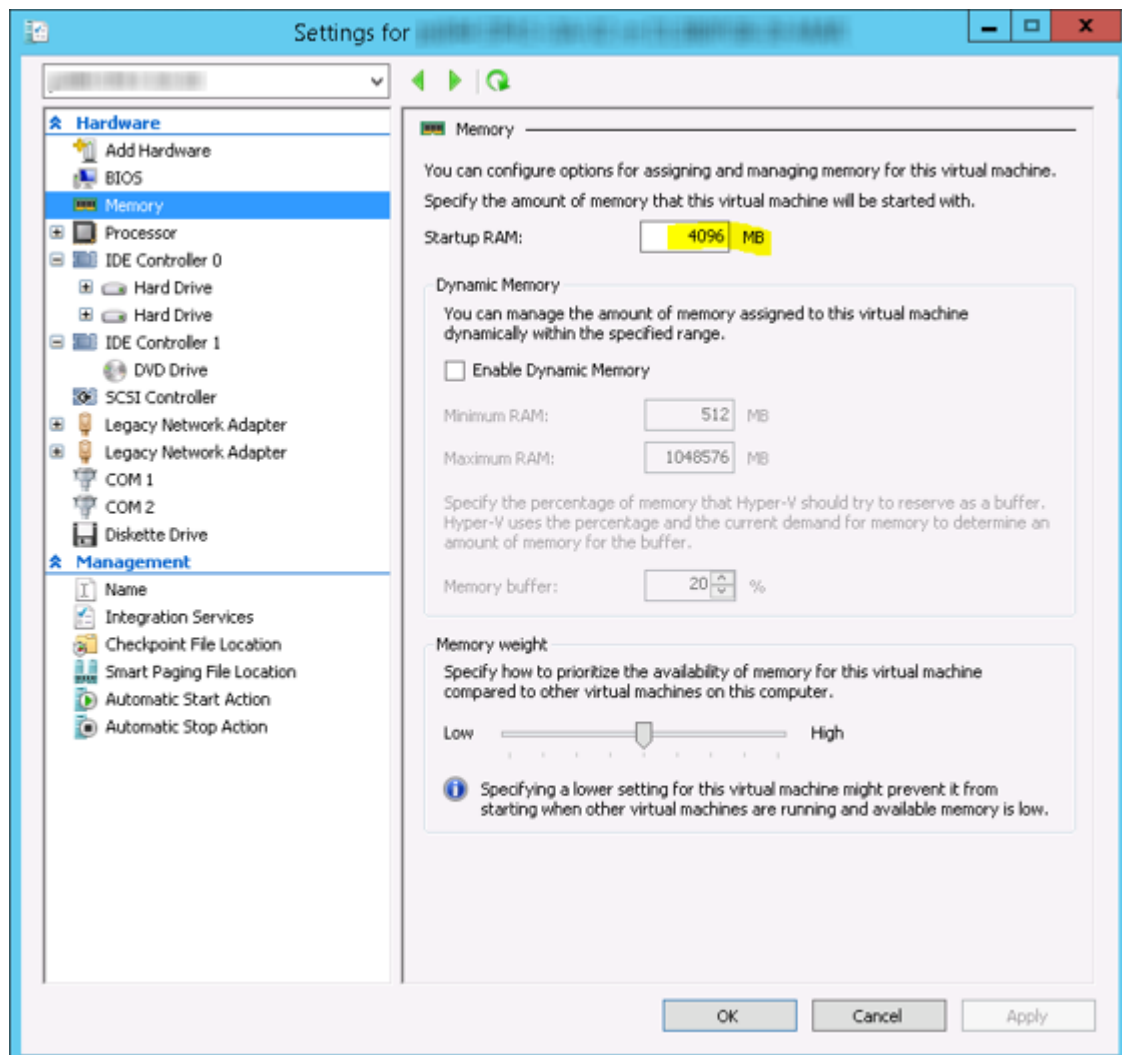 Settings for
Hardware
Add Hardware
BIOS
Memory
Processor
IDE Controller 0
Hard Drive
Hard Drive
IDE Controller 1
DVD Drive
SCSI Controller
Legacy Network Adapter
Legacy Network Adapter
COM 1
COM 2
Diskette Drive
Management
Name
Integration Services
Checkpoint File Location
Smart Paging File Location
Automatic Start Action
Automatic Stop Action
Memory
You can configure options for assigning and managing memory for this virtual machine.
Specify the amount of memory that this virtual machine will be started with.
Startup RAM: 4096 MB
Dynamic Memory
You can manage the amount of memory assigned to this virtual machine
dynamically within the specified range.
Enable Dynamic Memory
Minimum RAM: 512 MB
Maximum RAM: 1048576 MB
Specify the percentage of memory that Hyper-V should try to reserve as a buffer.
Hyper-V uses the percentage and the current demand for memory to determine an
amount of memory for the buffer.
Memory buffer: 20 %
Memory weight
Specify how to prioritize the availability of memory for this virtual machine
compared to other virtual machines on this computer.
Low High
Specifying a lower setting for this virtual machine might prevent it from
starting when other virtual machines are running and available memory is low.
OK Cancel Apply